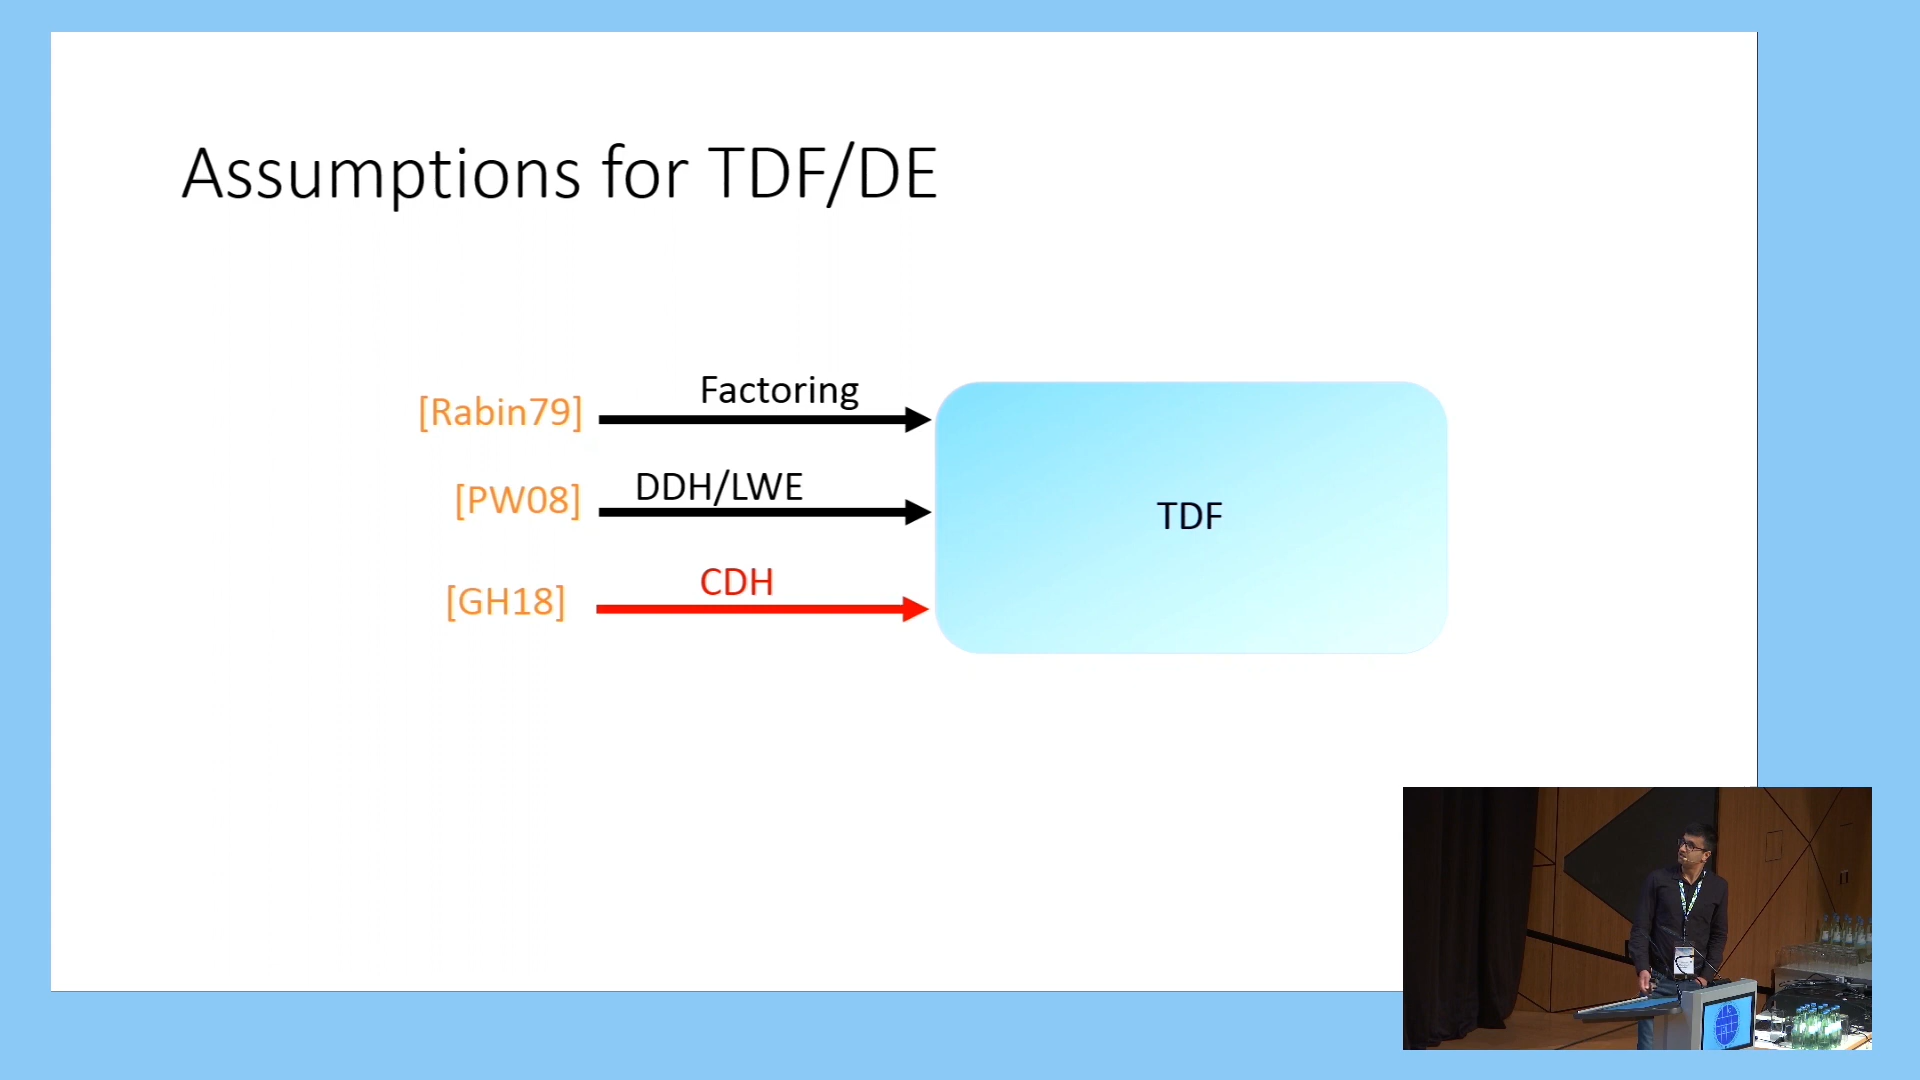 Assumptions for TDF/DE
Factoring
[Rabin79]
DDH/LWE
[PW08]
TDF
CDH
[GH18]